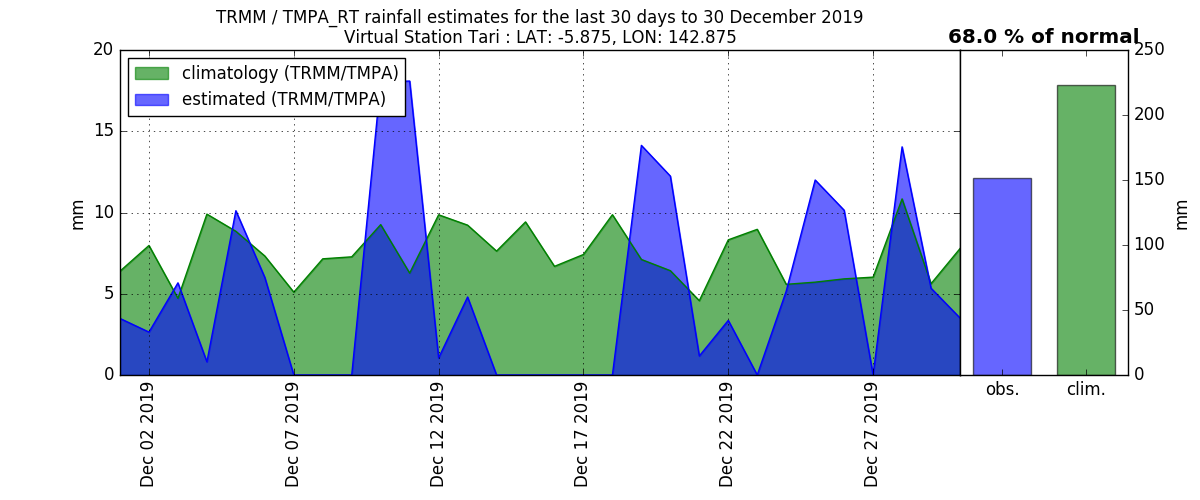 TRMM / TMPA_RT rainfall estimates for the last 30 days to 30 December 2019
Virtual Station Tari : LAT: -5.875, LON: 142.875
68.0 % of normal
climatology (TRMM/TMPA)
estimated (TRMM/TMPA)
20
15
10
5
0
mm
Dec 02 2019
Dec 07 2019
Dec 12 2019
Dec 17 2019
Dec 22 2019
Dec 27 2019
250
200
150
100
50
0
mm
obs.
clim.